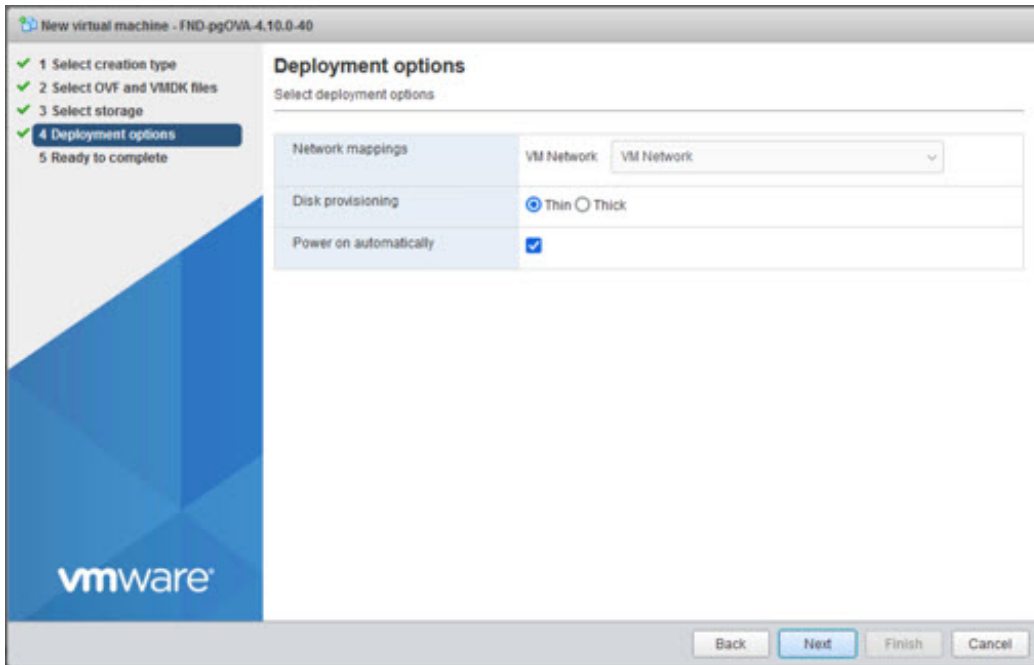 New virtual machine - FND-pgOVA-4.10.0-40
1 Select creation type
2 Select OVF and VMDK files
3 Select storage
4 Deployment options
5 Ready to complete
Deployment options
Select deployment options
Network mappings
VM Network VM Network
Disk provisioning
Thin Thick
Power on automatically
vmware®
Back Next Finish Cancel